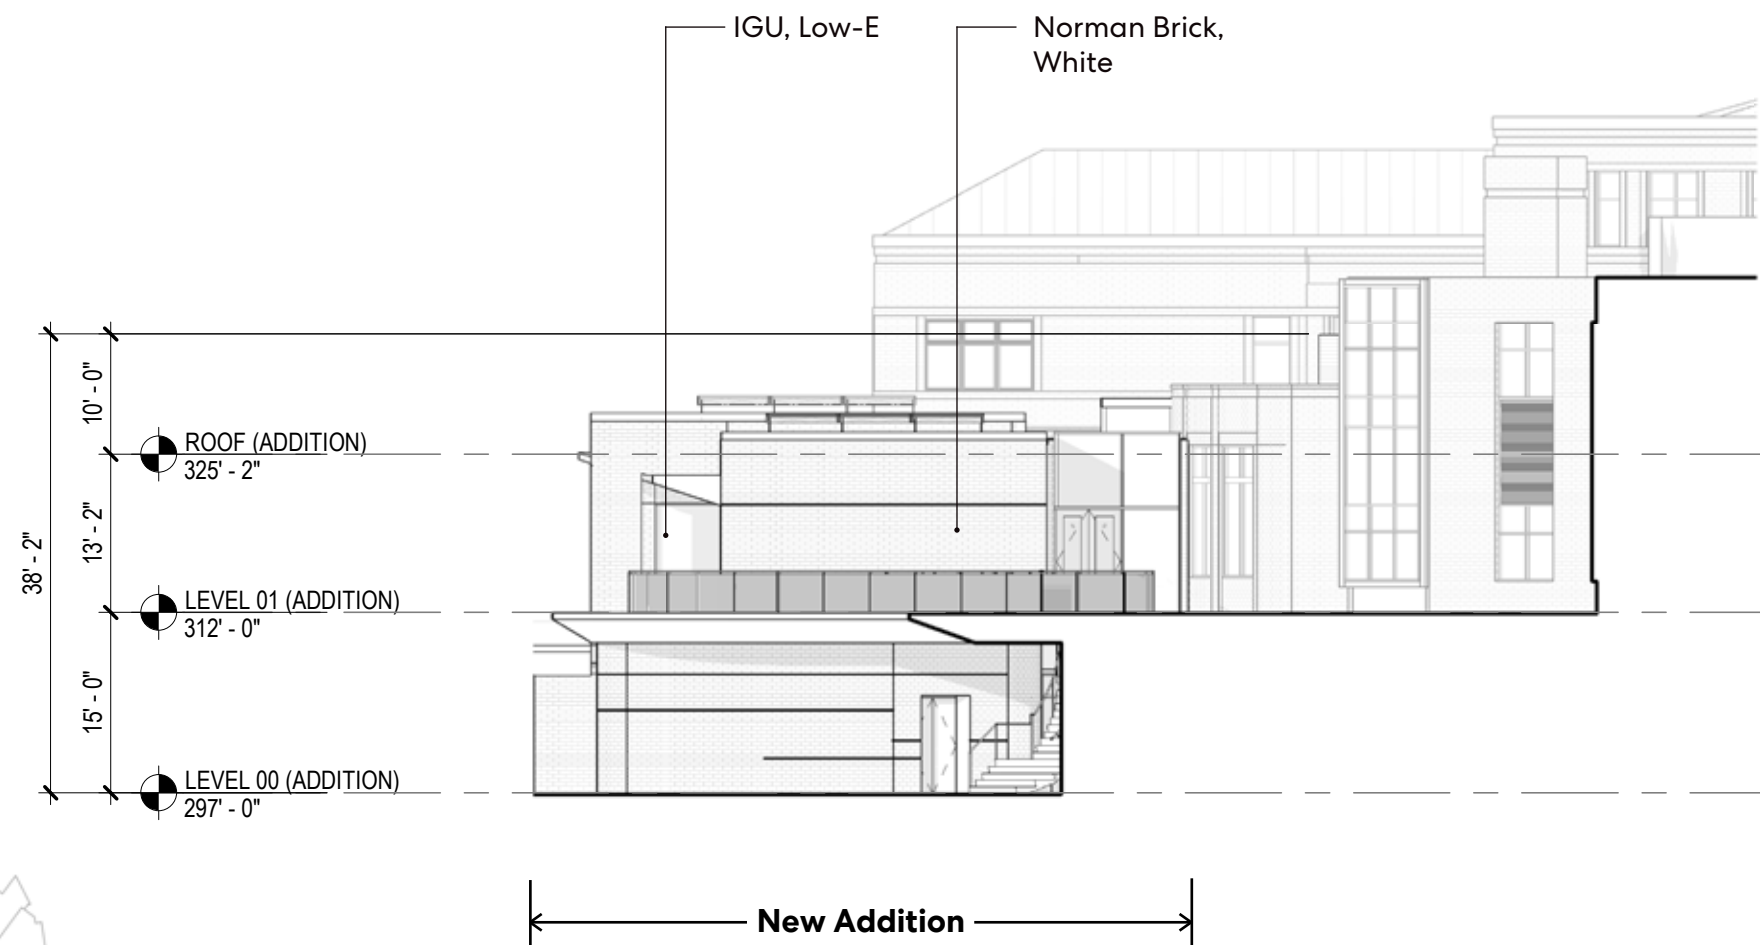 IGU, Low-E
Norman Brick,
White
10' - 0"
ROOF (ADDITION)
325' - 2"
13' - 2"
38' - 2"
LEVEL 01 (ADDITION)
312' - 0"
15' - 0"
LEVEL 00 (ADDITION)
297' - 0"
New Addition